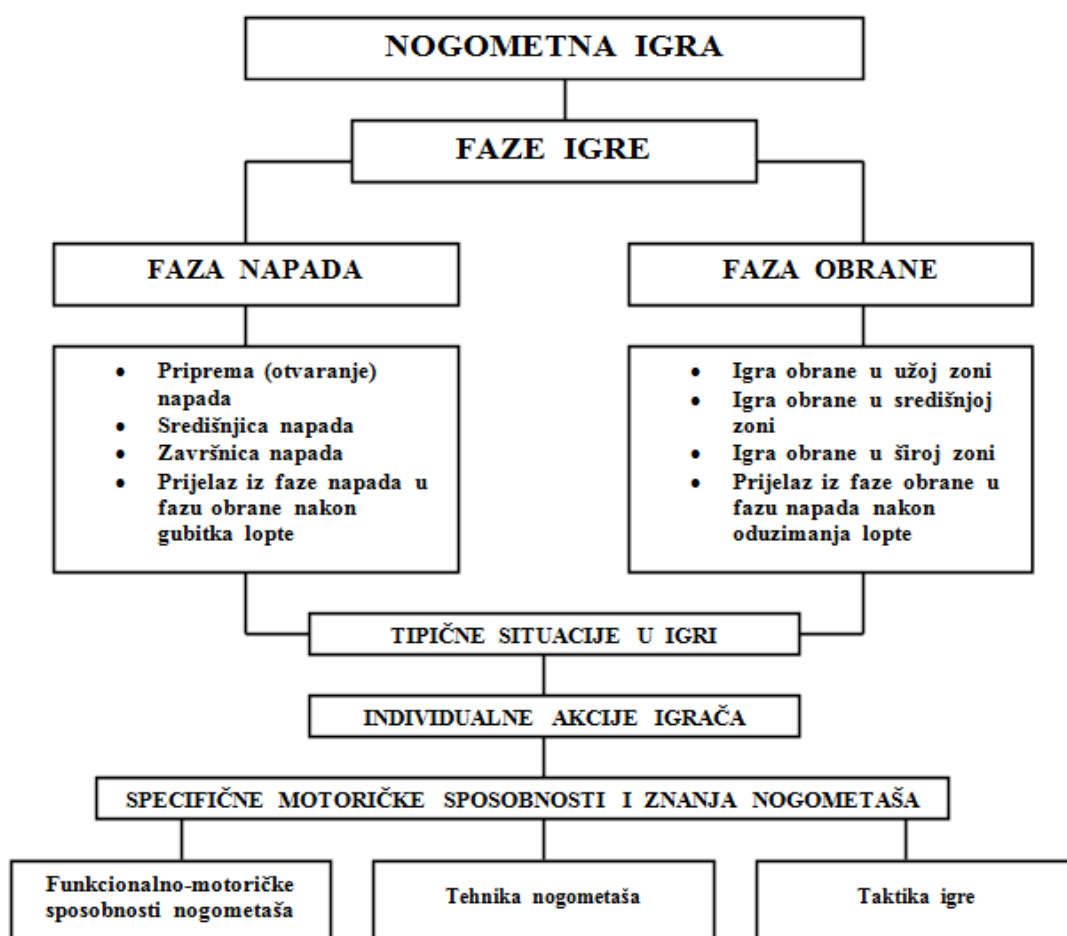 NOGOMETNA IGRA
FAZE IGRE
FAZA NAPADA
FAZA OBRANE
• Priprema (otvaranje)
napada
• Središnjica napada
• Završnica napada
• Prijelaz iz faze napada u
fazu obrane nakon
gubitka lopte
• Igra obrane u užoj zoni
• Igra obrane u središnjoj
zoni
• Igra obrane u široj zoni
• Prijelaz iz faze obrane u
fazu napada nakon
oduzimanja lopte
TIPIČNE SITUACIJE U IGRI
INDIVIDUALNE AKCIJE IGRAČA
SPECIFIČNE MOTORIČKE SPOSOBNOSTI I ZNANJA NOGOMETAŠA
Funkcionalno-motoričke
sposobnosti nogometaša
Tehnika nogometaša
Taktika igre